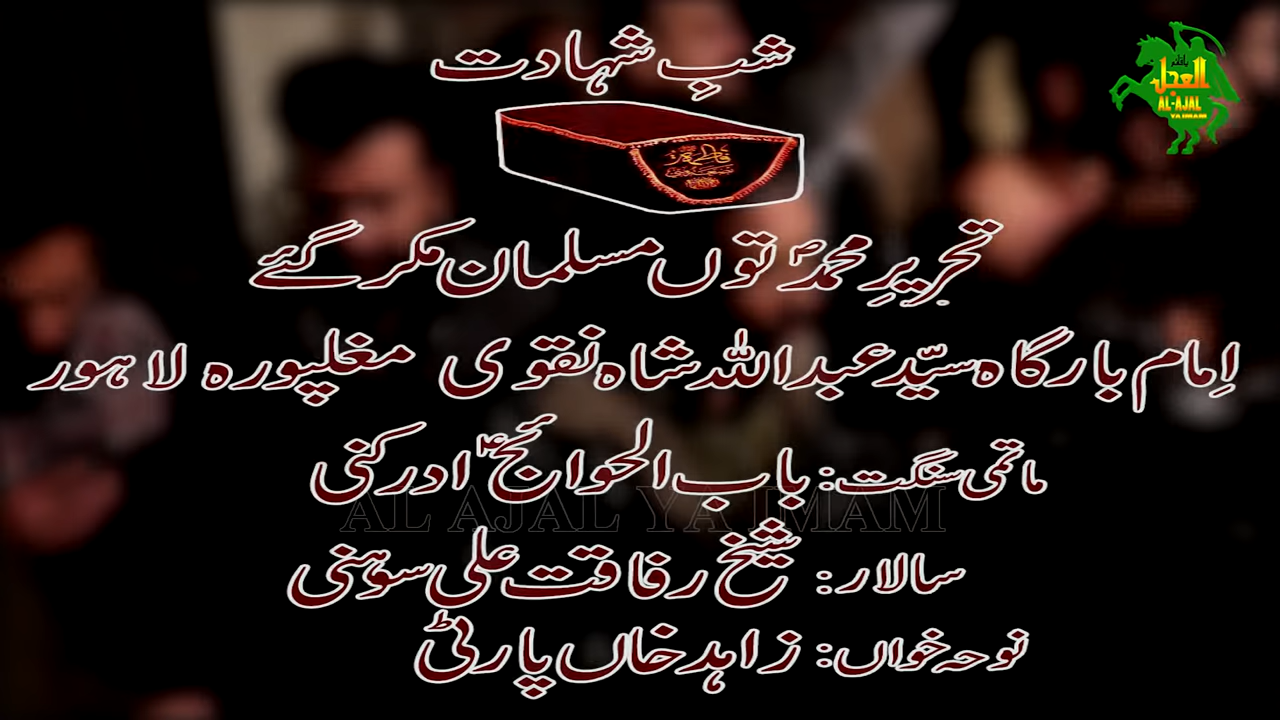 شبِ شہادت
تحریرِ محمدؐ توں مسلمان مکر گئے
اِمام بارگاہ سیّد عبداللہ شاہ نقوی مغلپورہ لاہور
ماتمی سنگت: باب الحوائجؑ ادرکنی
سالار: شیخ رفاقت علی سوہنی
نوحہ خواں: زاہد خاں پارٹی
العجل
AL-AJAL
YA IMAM
AL AJAL YA IMAM